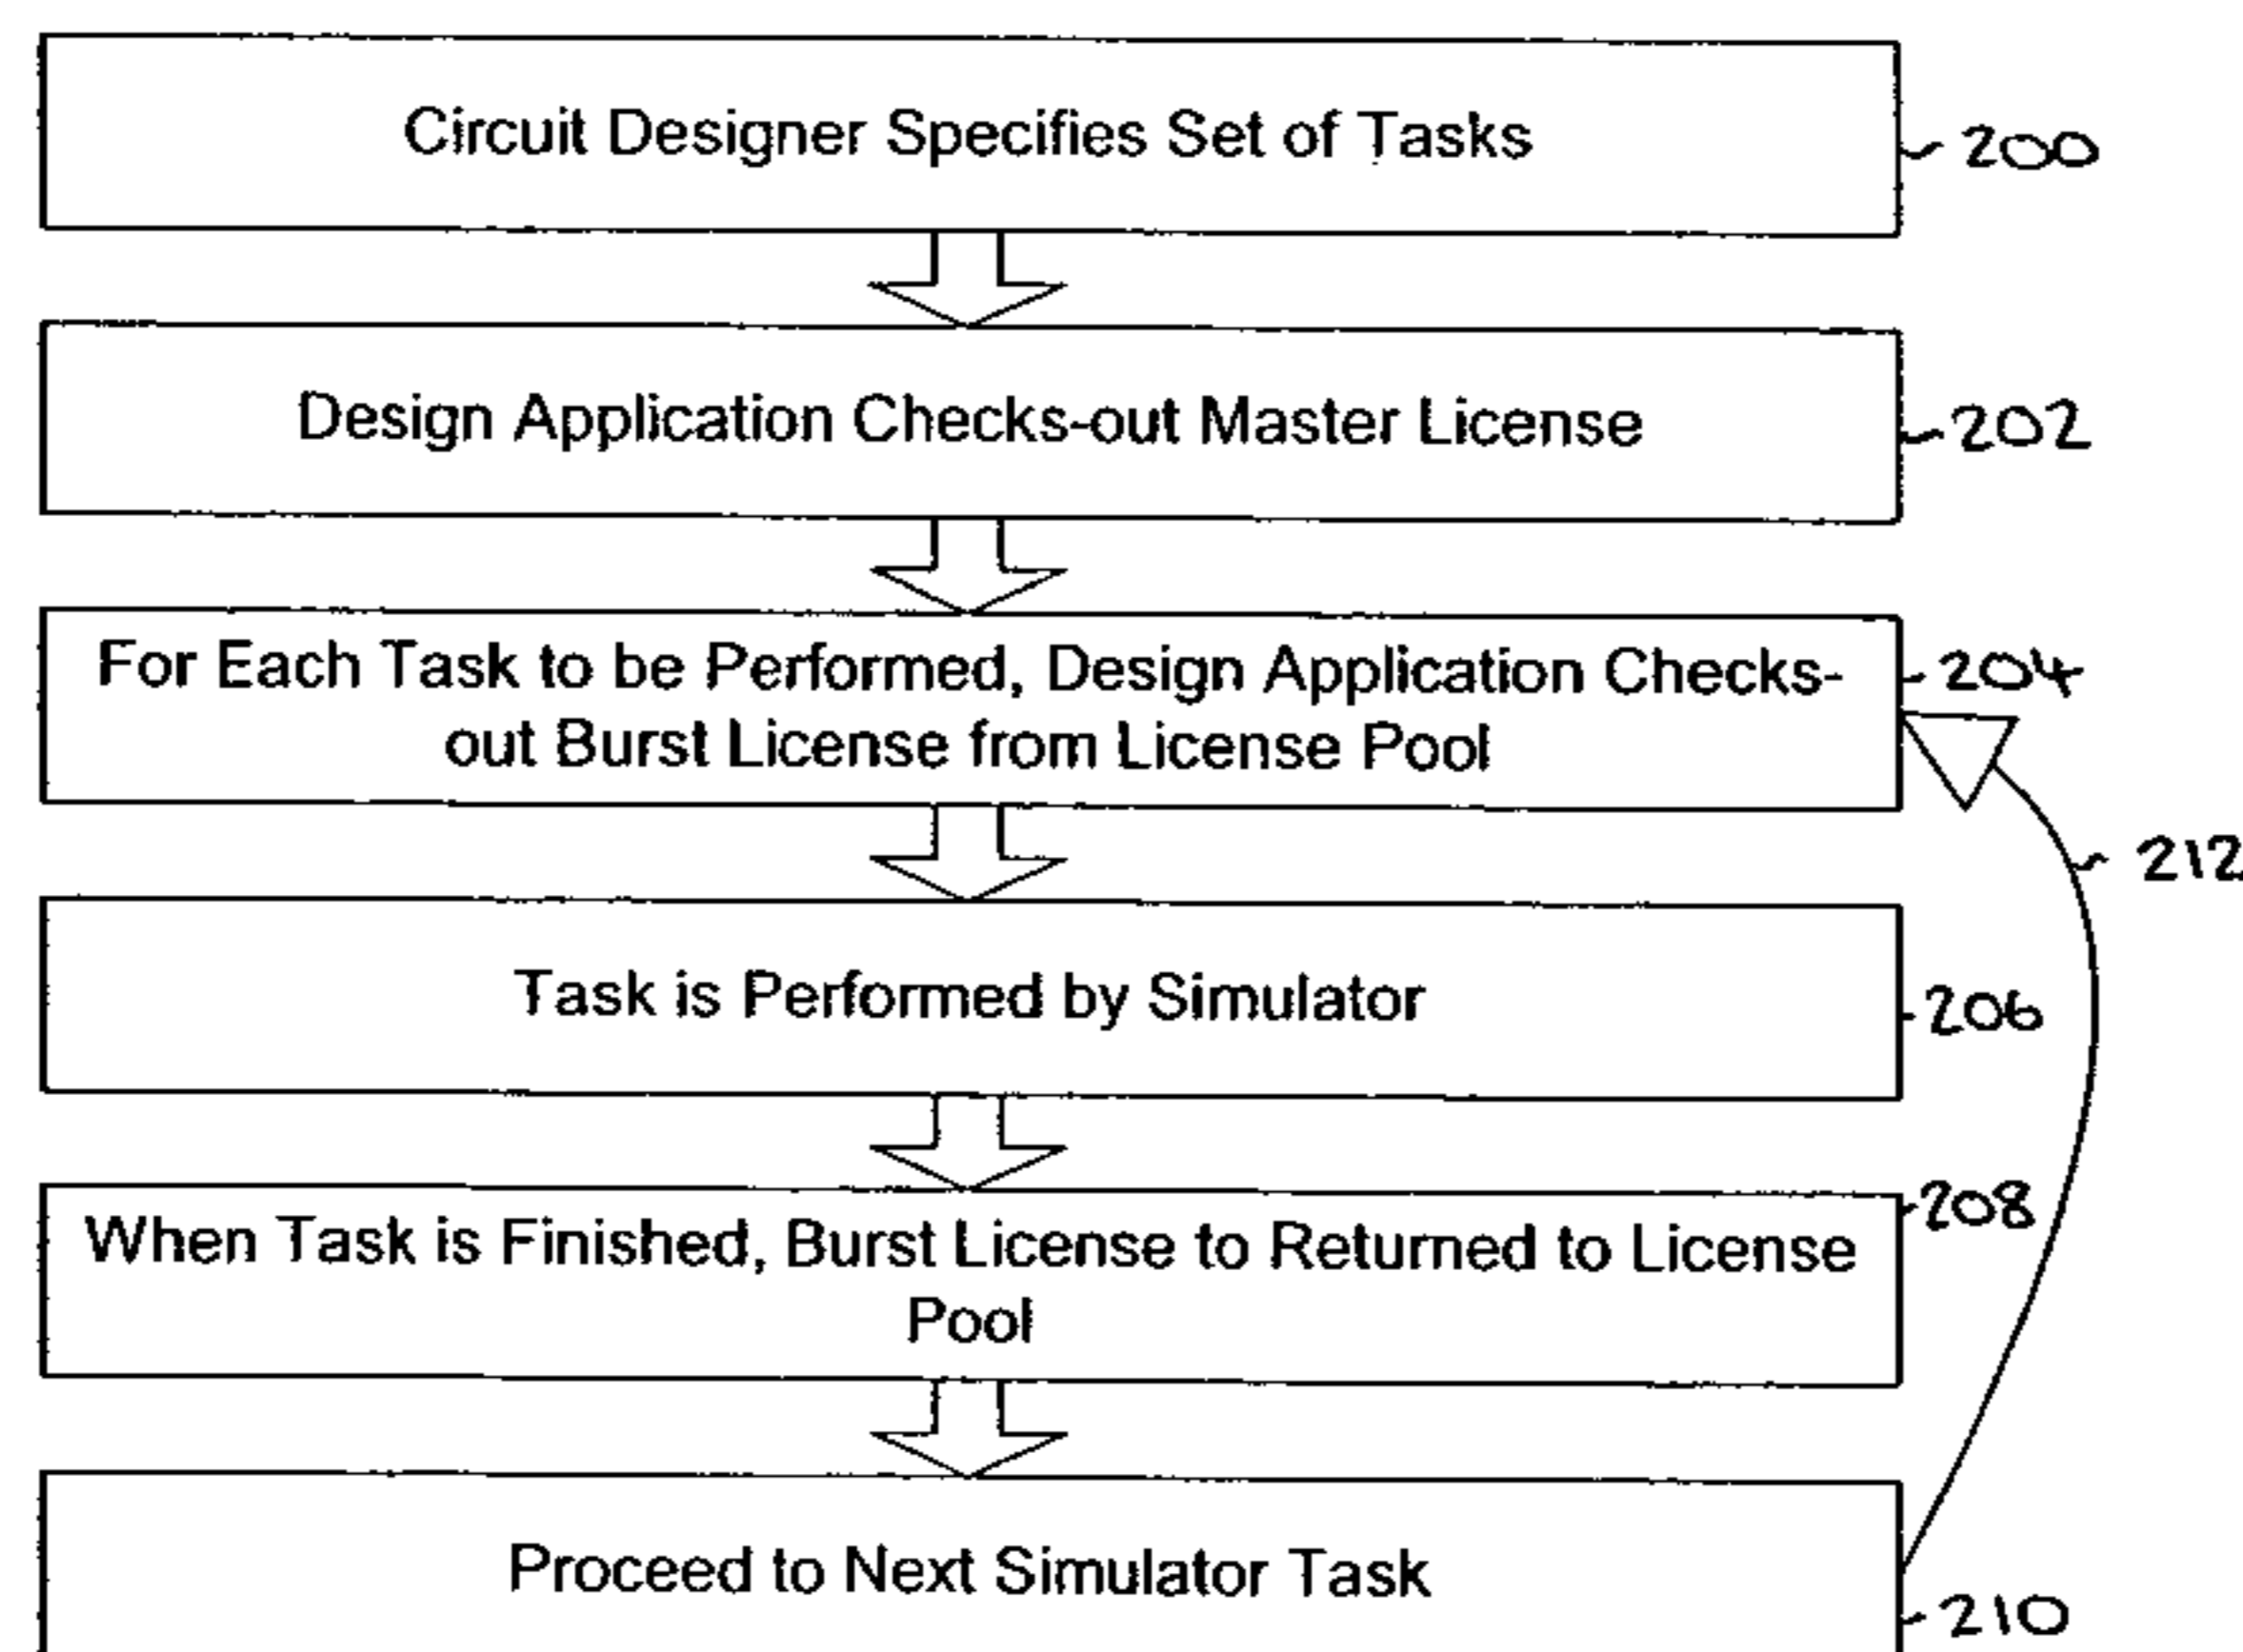 Circuit Designer Specifies Set of Tasks
200
Design Application Checks-out Master License
202
For Each Task to be Performed, Design Application Checks-
out Burst License from License Pool
204
212
Task is Performed by Simulator
206
When Task is Finished, Burst License to Returned to License
Pool
208
Proceed to Next Simulator Task
210